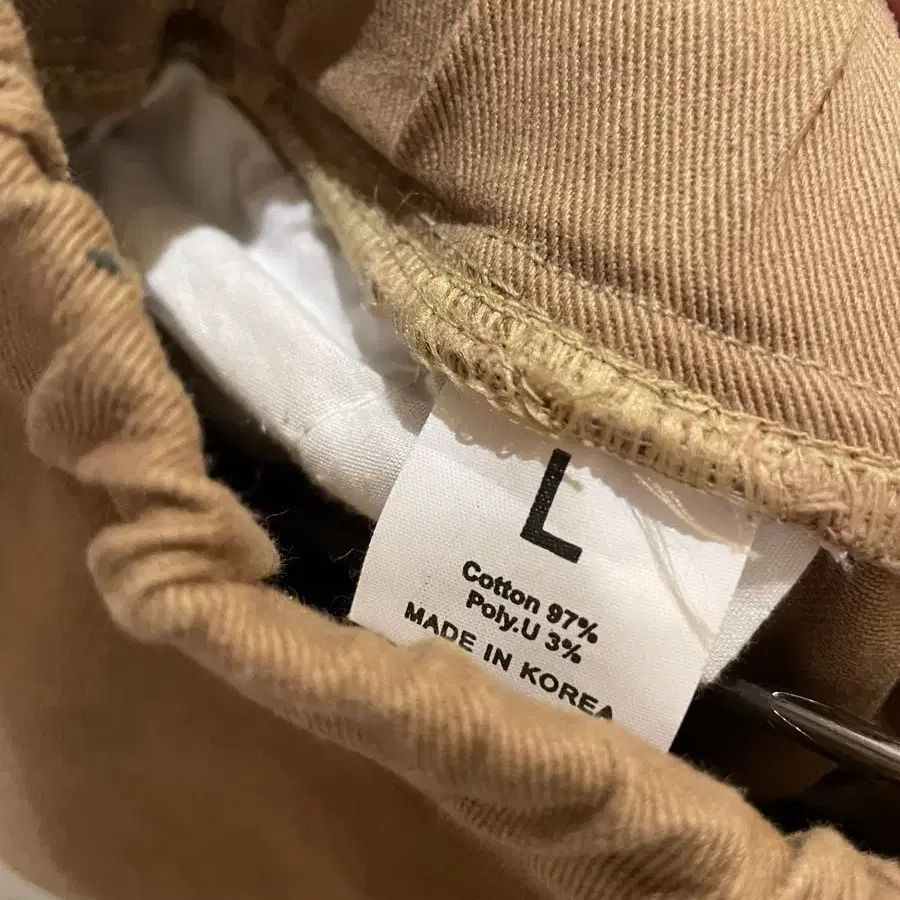 L
Cotton 97%
Poly.U 3%
MADE IN KOREA